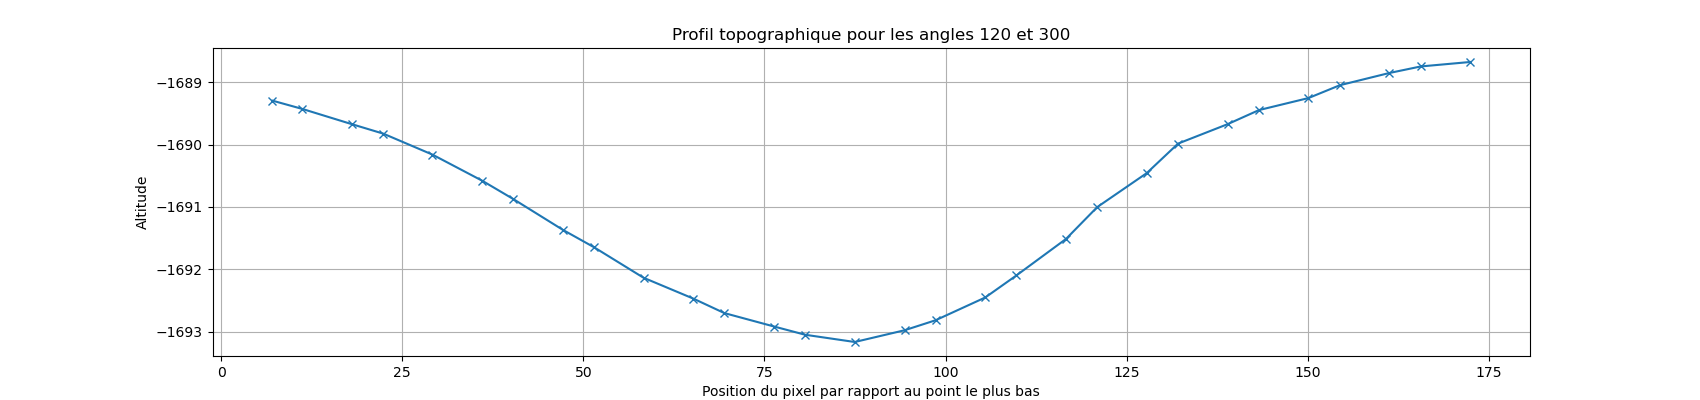 Profil topographique pour les angles 120 et 300
−1689
−1690
−1691
−1692
−1693
Altitude
0 25 50 75 100 125 150 175
Position du pixel par rapport au point le plus bas